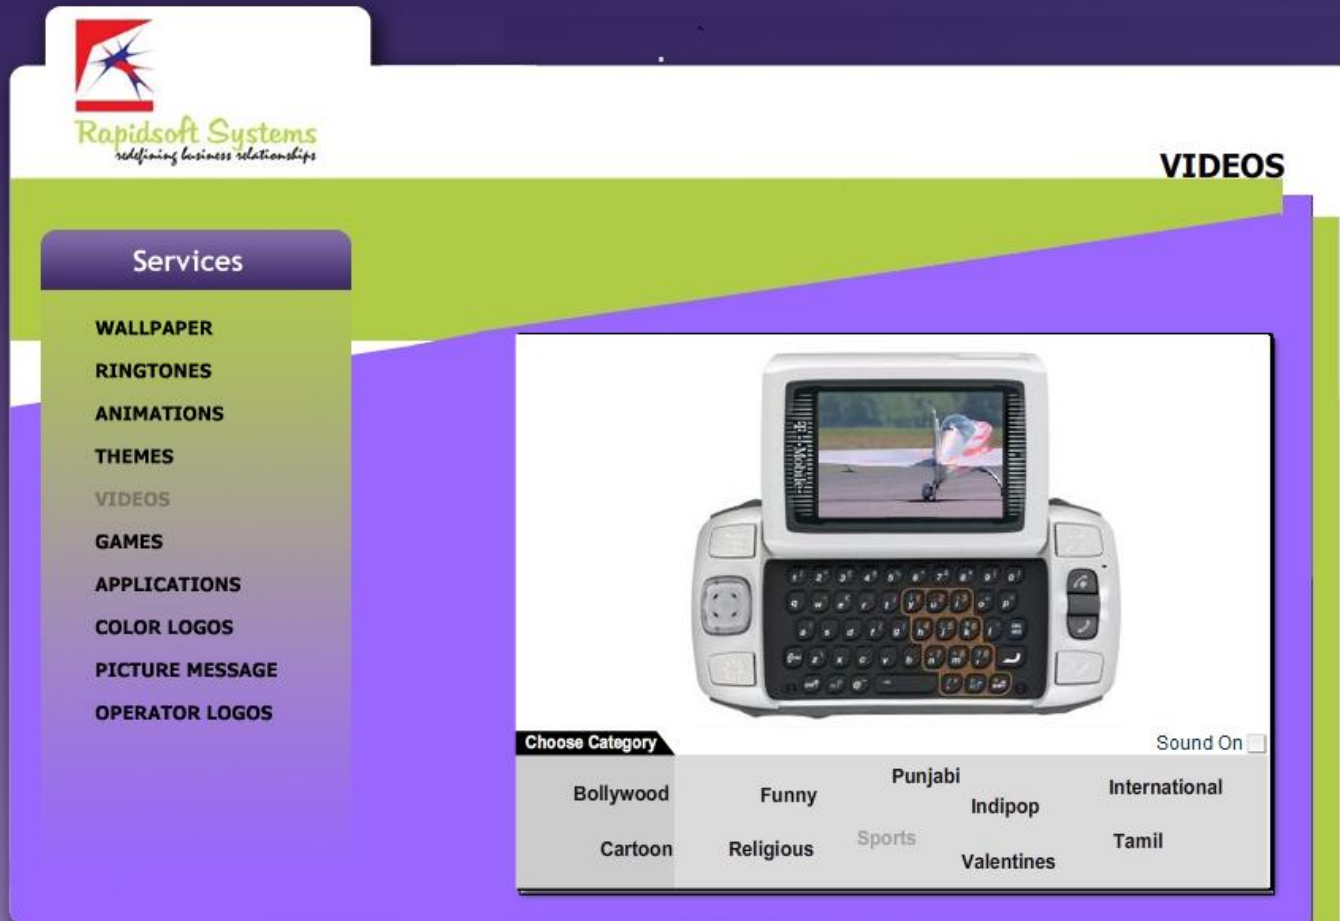 Rapidsoft Systems
redefining business relationships
VIDEOS
Services
WALLPAPER
RINGTONES
ANIMATIONS
THEMES
VIDEOS
GAMES
APPLICATIONS
COLOR LOGOS
PICTURE MESSAGE
OPERATOR LOGOS
T-Mobile
Choose Category
Sound On
Bollywood
Funny
Punjabi
Indipop
International
Cartoon
Religious
Sports
Valentines
Tamil